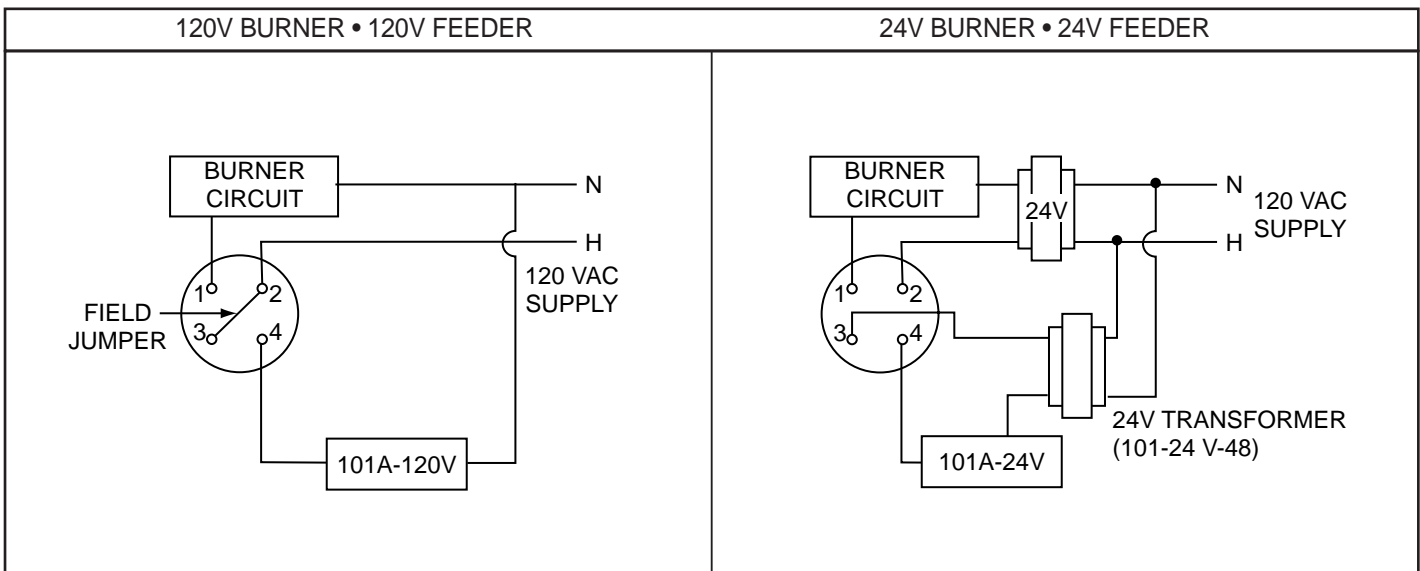 120V BURNER • 120V FEEDER
BURNER
CIRCUIT
N
H
120 VAC
SUPPLY
1
2
3
4
FIELD
JUMPER
101A-120V
24V BURNER • 24V FEEDER
BURNER
CIRCUIT
24V
N
H
120 VAC
SUPPLY
1
2
3
4
24V TRANSFORMER
(101-24 V-48)
101A-24V